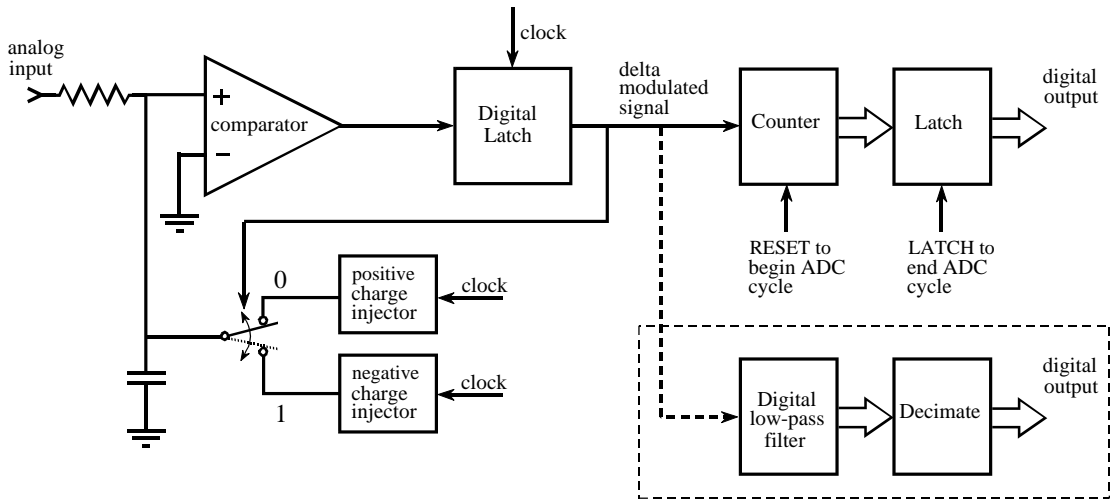 analog
input
+
comparator
−
clock
Digital
Latch
delta
modulated
signal
Counter
Latch
digital
output
RESET to
begin ADC
cycle
LATCH to
end ADC
cycle
0
positive
charge
injector
clock
1
negative
charge
injector
clock
Digital
low-pass
filter
Decimate
digital
output